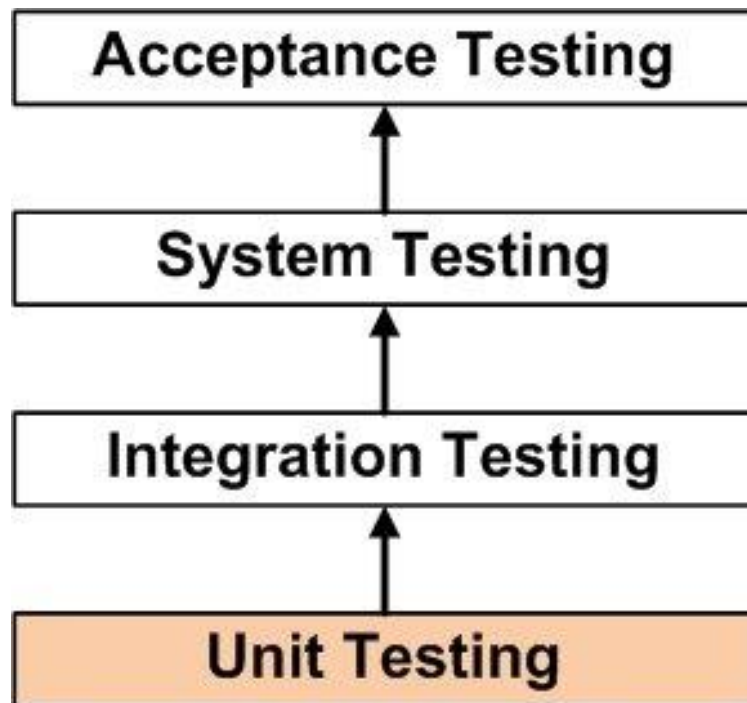 Acceptance Testing
System Testing
Integration Testing
Unit Testing